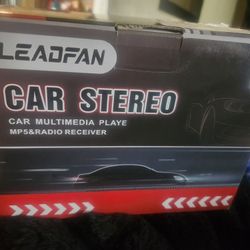 LEADFAN
CAR STEREO
CAR MULTIMEDIA PLAYE
MP5&RADIO RECEIVER